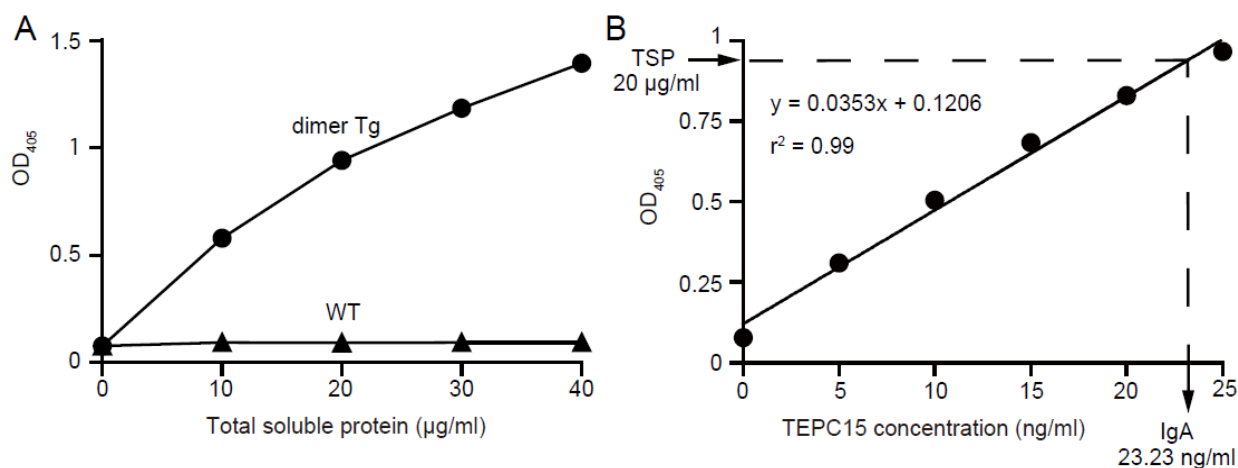 A
1.5
1
0.5
0
OD₄₀₅
dimer Tg
WT
0 10 20 30 40
Total soluble protein (μg/ml)
B
TSP
20 μg/ml
1
0.75
0.5
0.25
0
OD₄₀₅
y = 0.0353x + 0.1206
r² = 0.99
0 5 10 15 20 25
TEPC15 concentration (ng/ml)
IgA
23.23 ng/ml